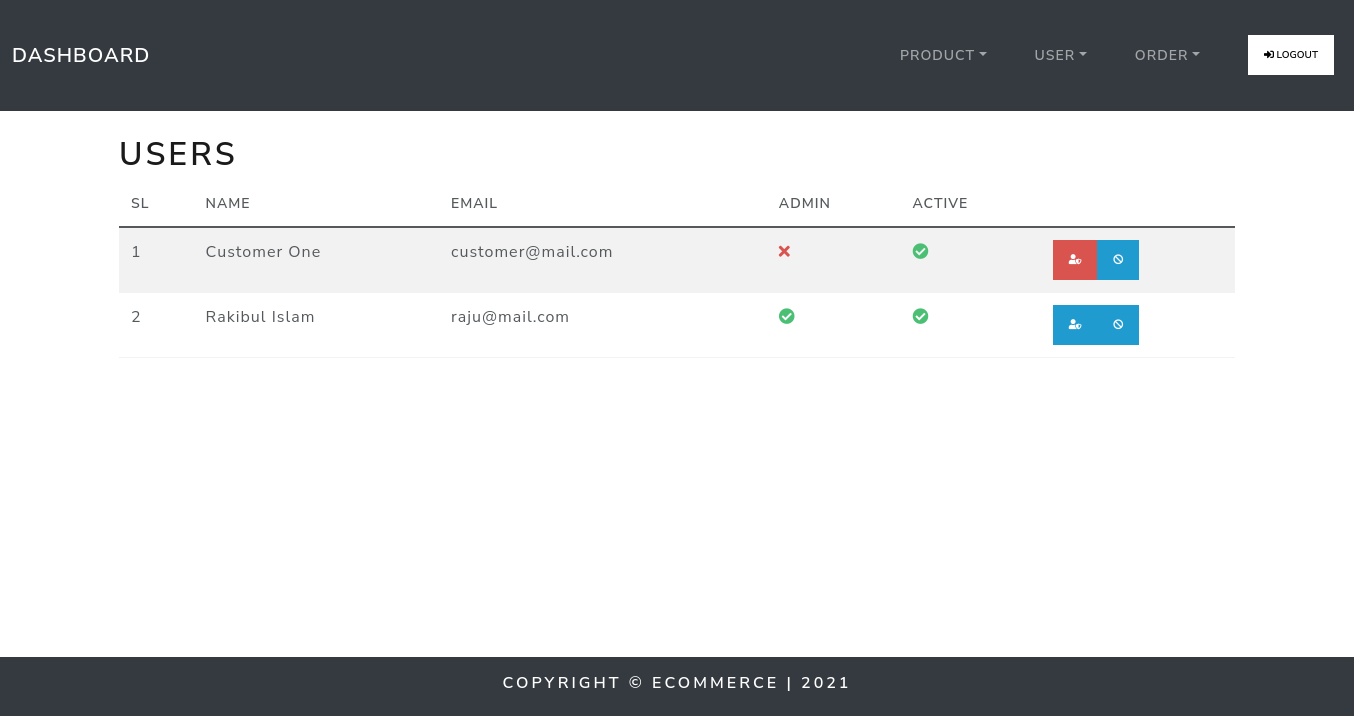 DASHBOARD PRODUCT USER ORDER LOGOUT
USERS
SL NAME EMAIL ADMIN ACTIVE
1 Customer One customer@mail.com
2 Rakibul Islam raju@mail.com
COPYRIGHT © ECOMMERCE | 2021